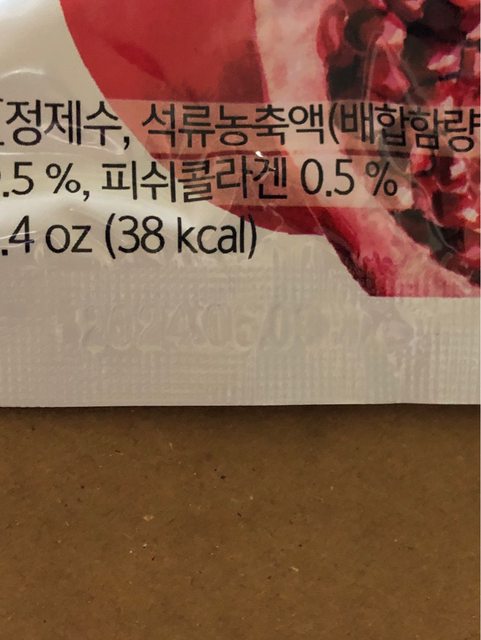 정제수, 석류농축액(배합함량
.5 %, 피쉬콜라겐 0.5 %
.4 oz (38 kcal)